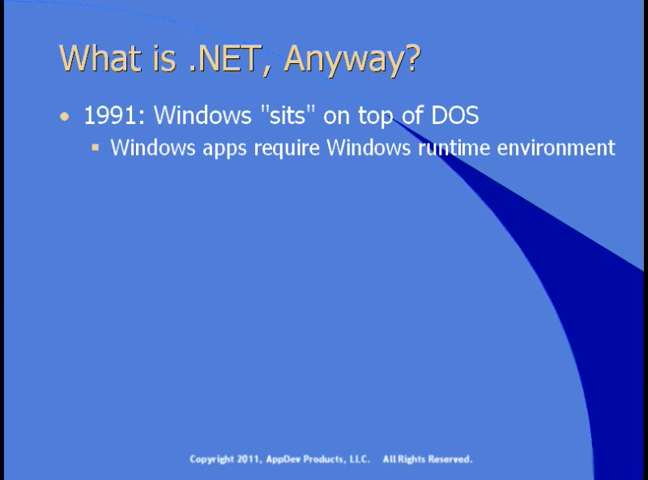 What is .NET, Anyway?
• 1991: Windows "sits" on top of DOS
▪ Windows apps require Windows runtime environment
Copyright 2011, AppDev Products, LLC. All Rights Reserved.